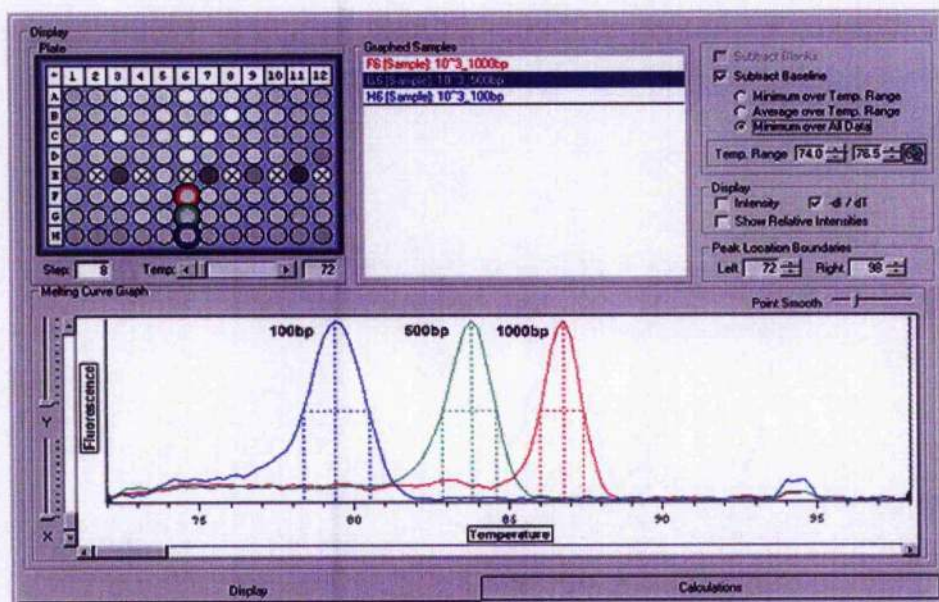 Display
Plate
* 1 2 3 4 5 6 7 8 9 10 11 12
A
B
C
D
E
F
G
H
Step: 8 Temp: 72
Graphed Samples
F6 [Sample]: 10^3_1000bp
G6 [Sample]: 10^3_500bp
H6 [Sample]: 10^3_100bp
Subtract Blanks
Subtract Baseline
Minimum over Temp. Range
Average over Temp. Range
Minimum over All Data
Temp. Range 74.0 76.5
Display
Intensity -dI / dT
Show Relative Intensities
Peak Location Boundaries
Left 72 Right 98
Melting Curve Graph
Point Smooth
100bp 500bp 1000bp
Fluorescence
Y
X
75 80 85 90 95
Temperature
Display Calculations